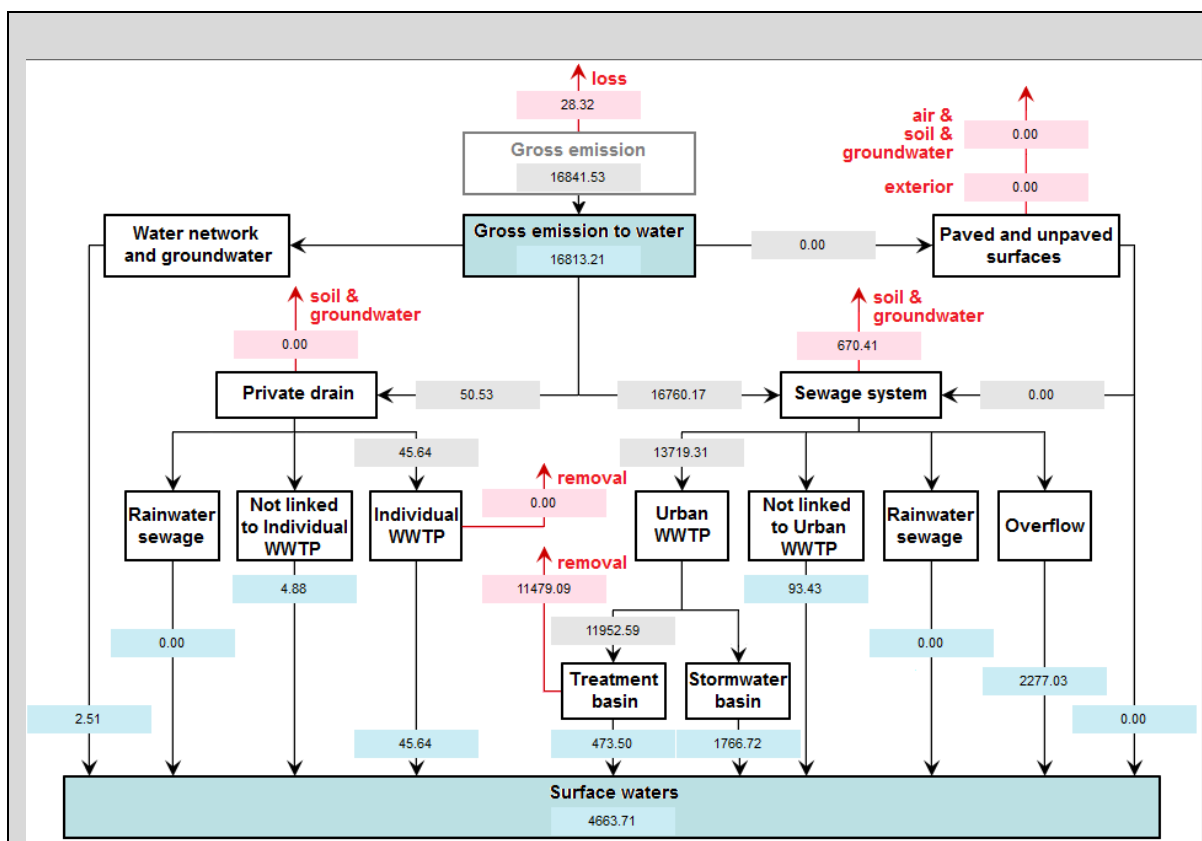 loss
28.32
Gross emission
16841.53
air &
soil &
groundwater
0.00
exterior
0.00
Water network
and groundwater
Gross emission to water
16813.21
0.00
Paved and unpaved
surfaces
soil &
groundwater
0.00
soil &
groundwater
670.41
Private drain
50.53
16760.17
Sewage system
0.00
45.64
13719.31
removal
0.00
Rainwater
sewage
Not linked
to Individual
WWTP
Individual
WWTP
Urban
WWTP
Not linked
to Urban
WWTP
Rainwater
sewage
Overflow
removal
11479.09
4.88
93.43
0.00
11952.59
0.00
Treatment
basin
Stormwater
basin
2277.03
2.51
45.64
473.50
1766.72
0.00
Surface waters
4663.71